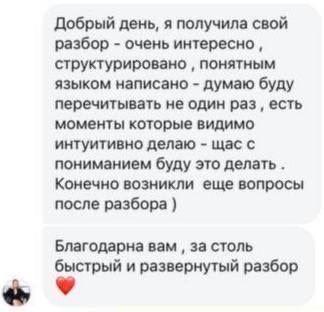 Добрый день, я получила свой
разбор - очень интересно ,
структурировано , понятным
языком написано - думаю буду
перечитывать не один раз , есть
моменты которые видимо
интуитивно делаю - щас с
пониманием буду это делать .
Конечно возникли  еще вопросы
после разбора )
Благодарна вам , за столь
быстрый и развернутый разбор
❤️